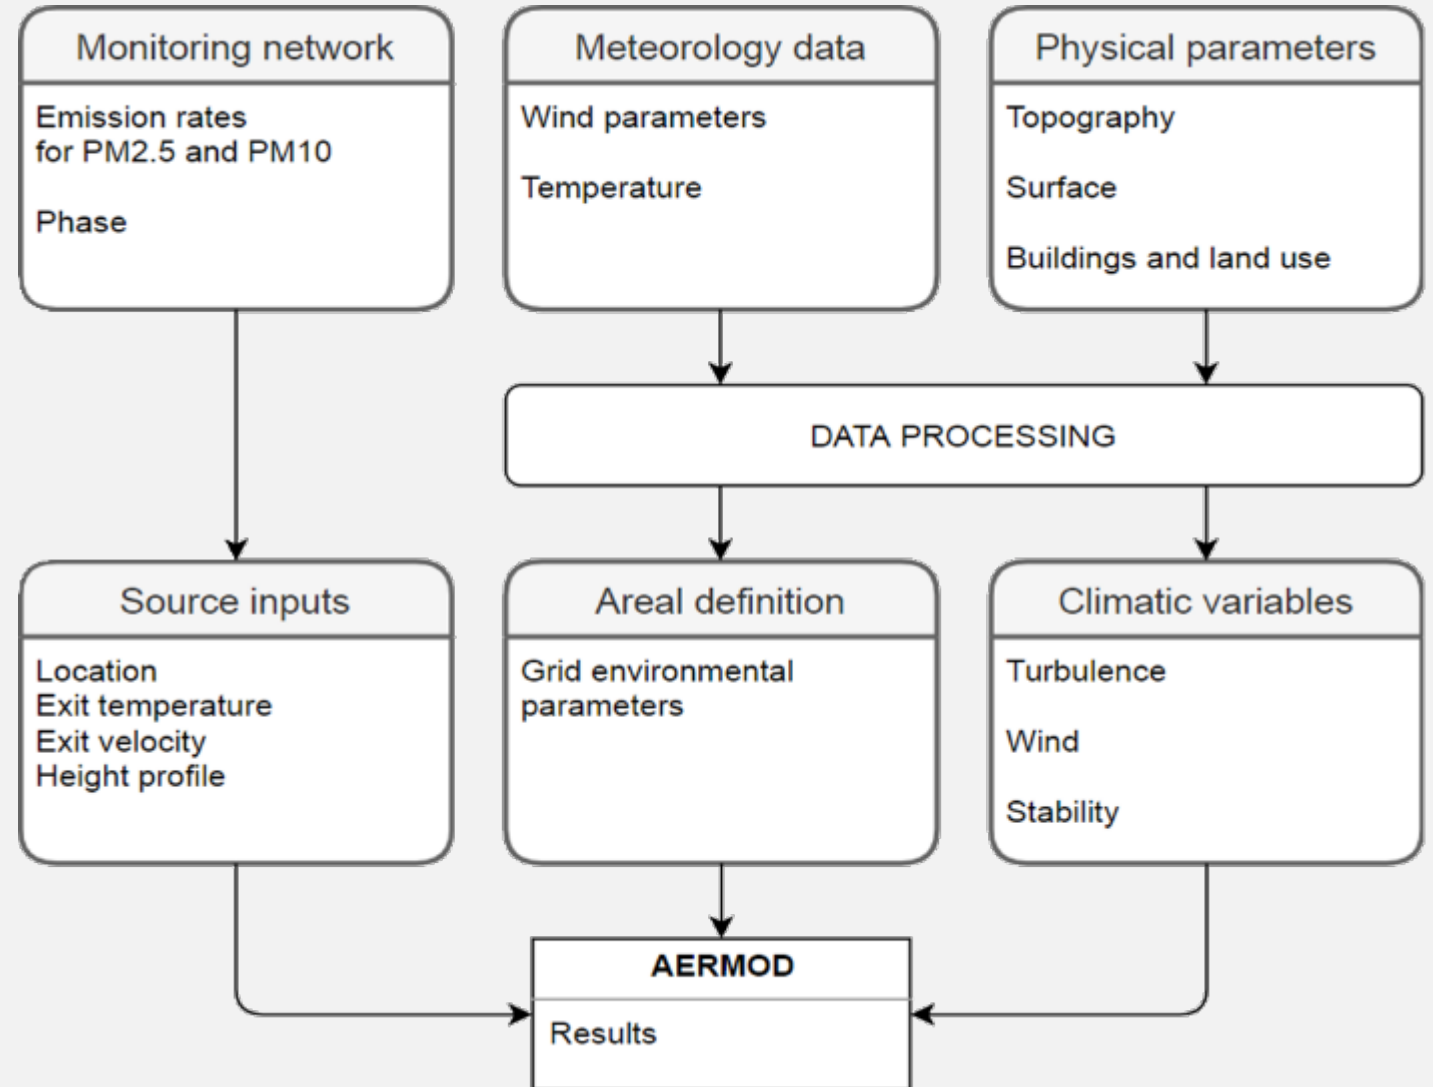 Monitoring network
Emission rates
for PM2.5 and PM10
Phase
Meteorology data
Wind parameters
Temperature
Physical parameters
Topography
Surface
Buildings and land use
DATA PROCESSING
Source inputs
Location
Exit temperature
Exit velocity
Height profile
Areal definition
Grid environmental
parameters
Climatic variables
Turbulence
Wind
Stability
AERMOD
Results